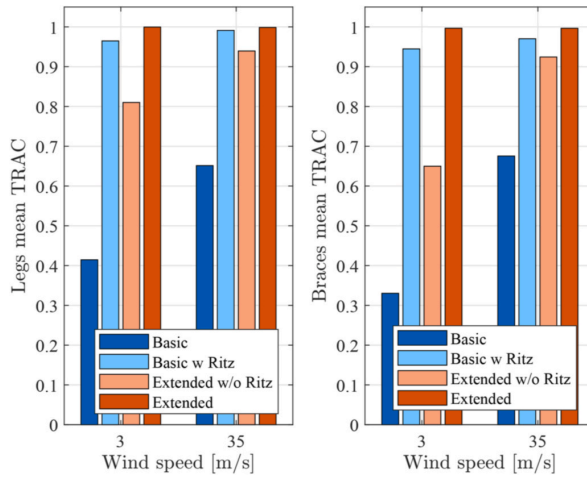 Legs mean TRAC
1
0.9
0.8
0.7
0.6
0.5
0.4
0.3
0.2
0.1
0
Basic
Basic w Ritz
Extended w/o Ritz
Extended
3 35
Wind speed [m/s]
Braces mean TRAC
1
0.9
0.8
0.7
0.6
0.5
0.4
0.3
0.2
0.1
0
Basic
Basic w Ritz
Extended w/o Ritz
Extended
3 35
Wind speed [m/s]